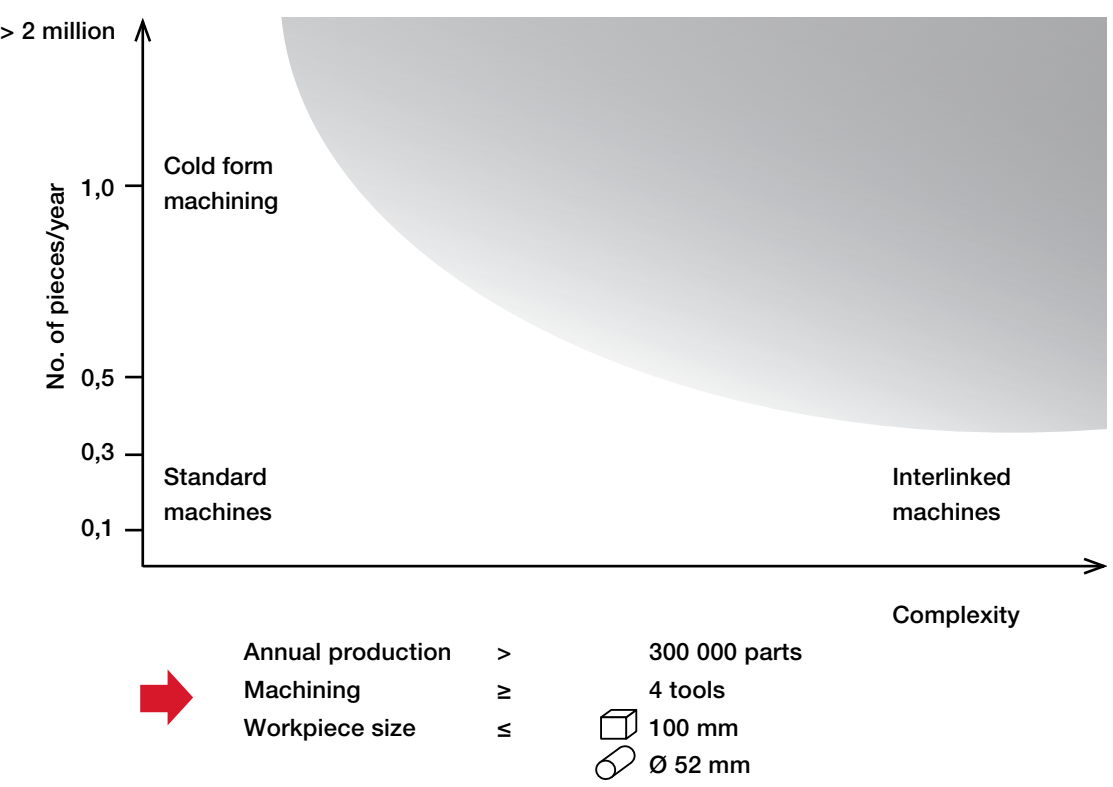 > 2 million
Cold form
machining
1,0
No. of pieces/year
0,5
0,3
Standard
machines
Interlinked
machines
0,1
Complexity
Annual production > 300 000 parts
Machining ≥ 4 tools
Workpiece size ≤ 100 mm
Ø 52 mm